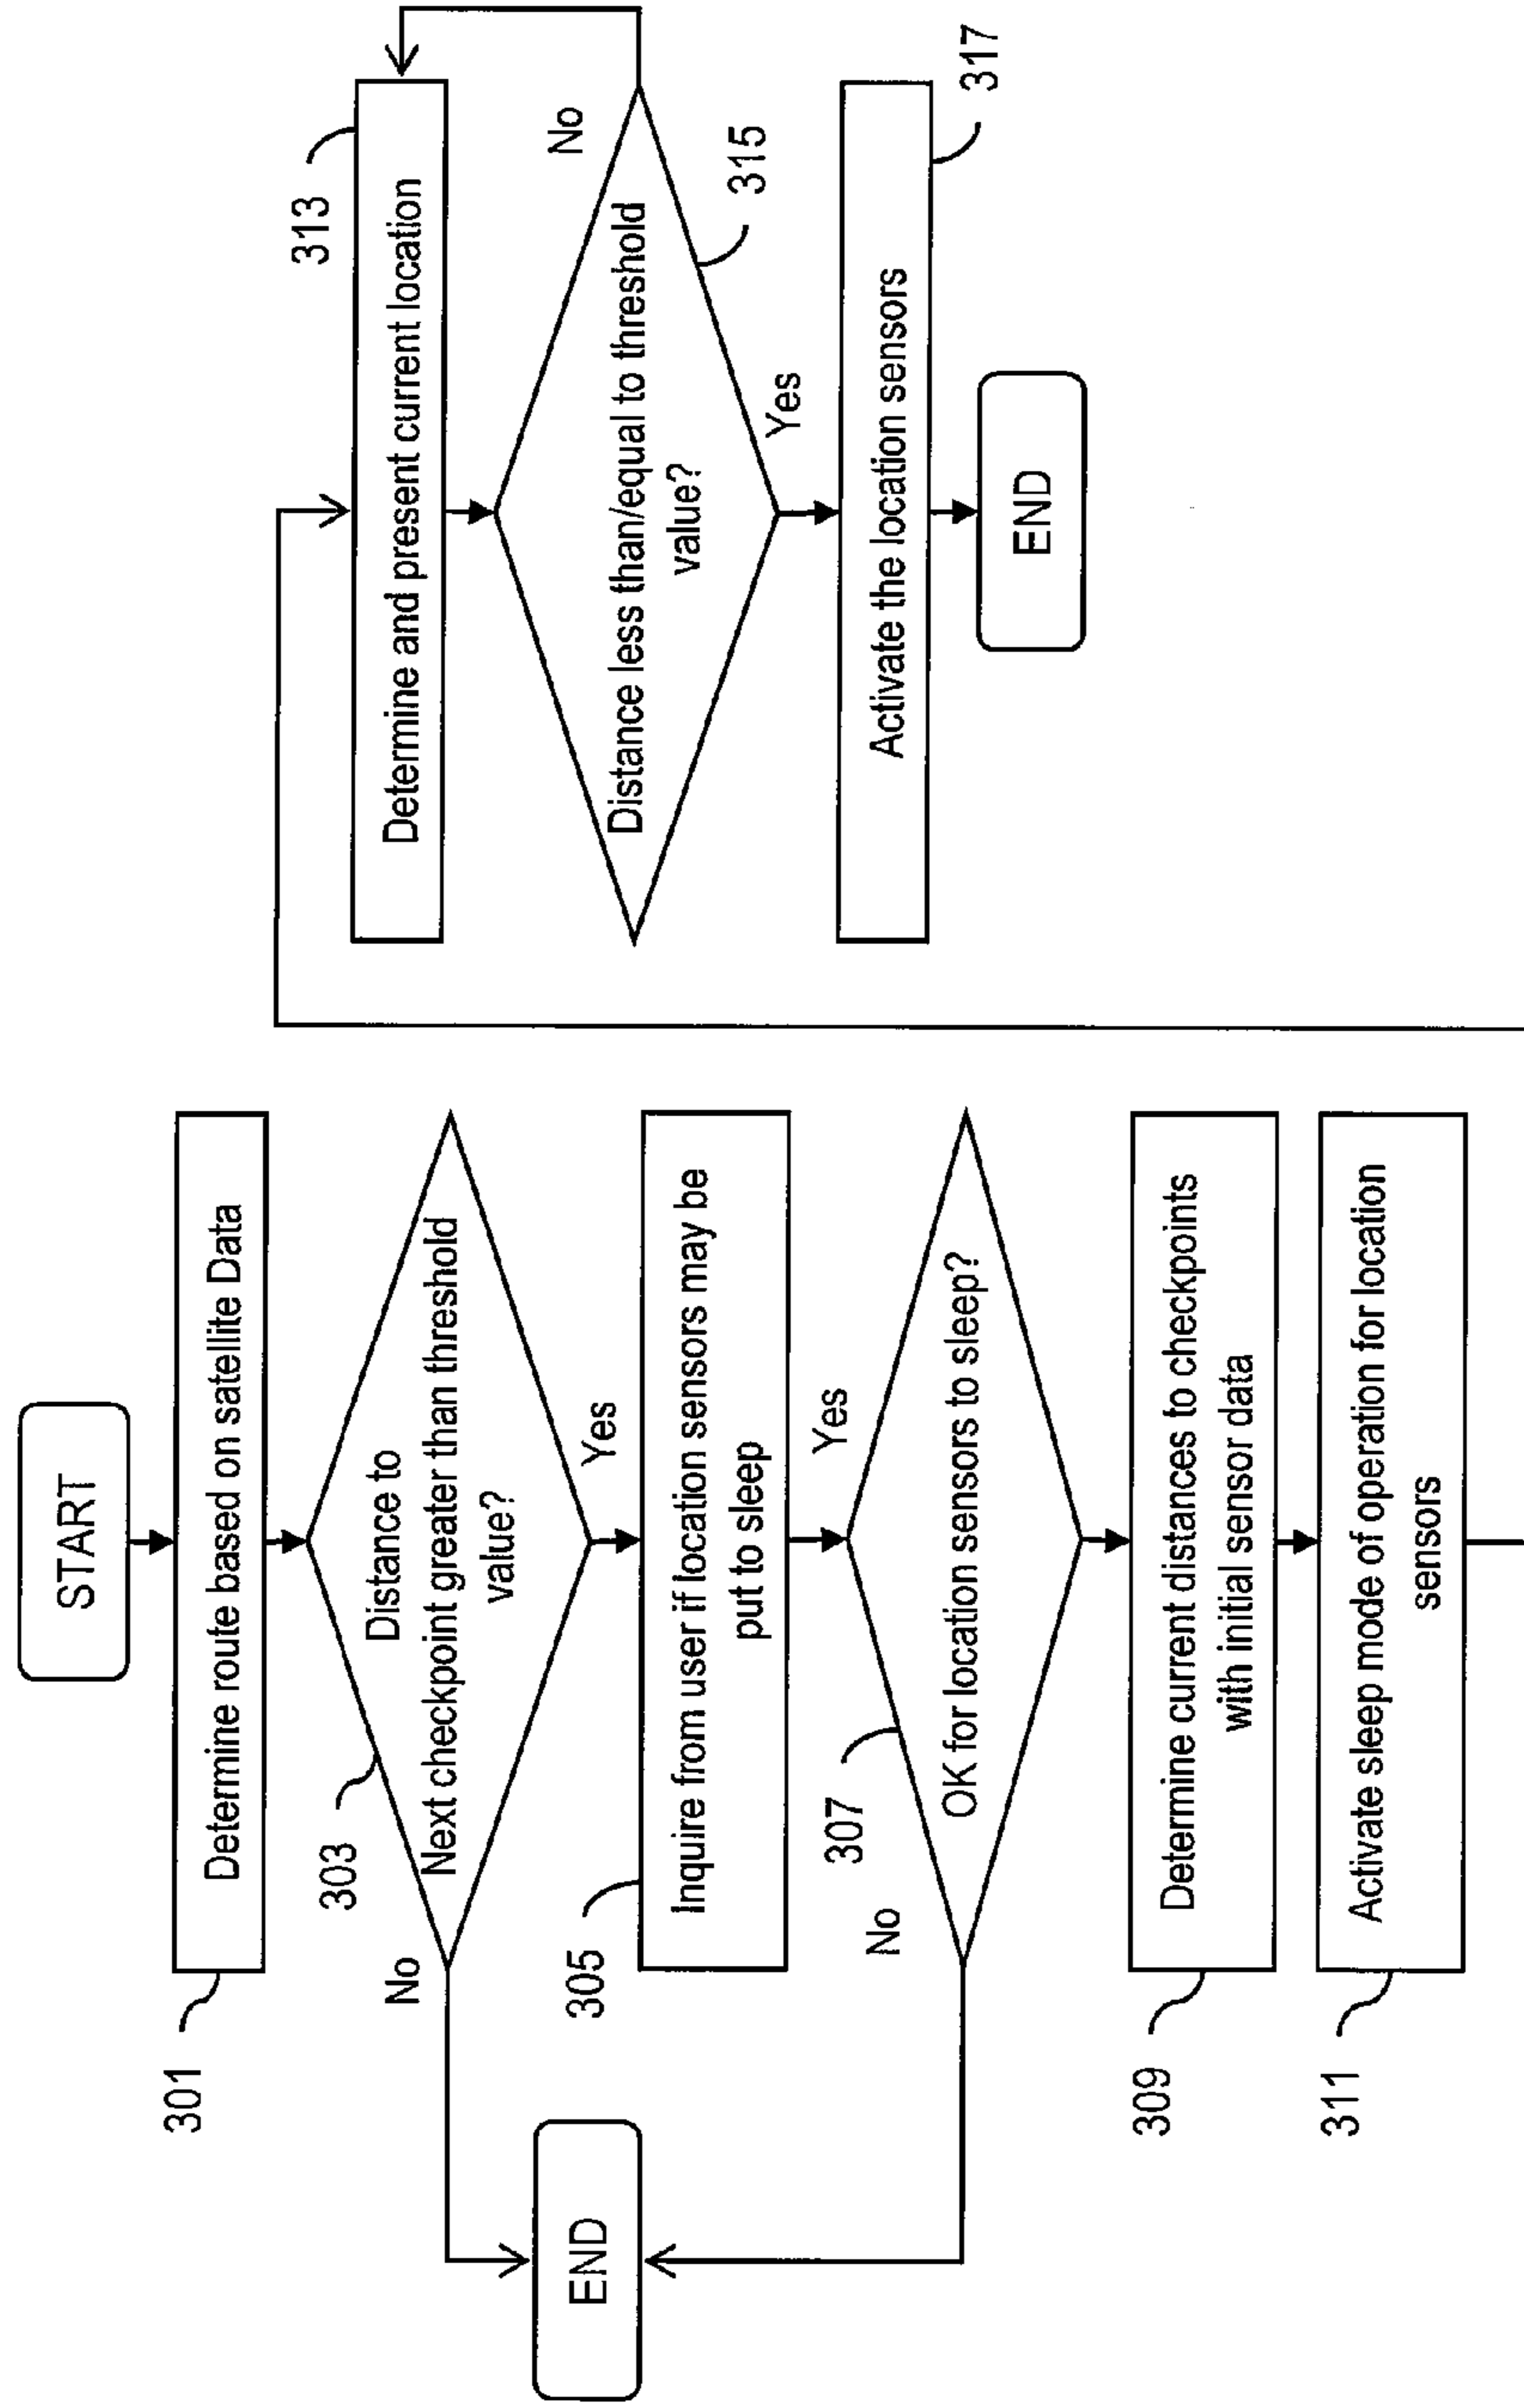 START
301
Determine route based on satellite Data
303
Distance to
Next checkpoint greater than threshold
value?
No
Yes
305
Inquire from user if location sensors may be
put to sleep
Yes
307
OK for location sensors to sleep?
No
END
309
Determine current distances to checkpoints
with initial sensor data
311
Activate sleep mode of operation for location
sensors
313
Determine and present current location
No
Distance less than/equal to threshold
value?
315
Yes
Activate the location sensors
317
END